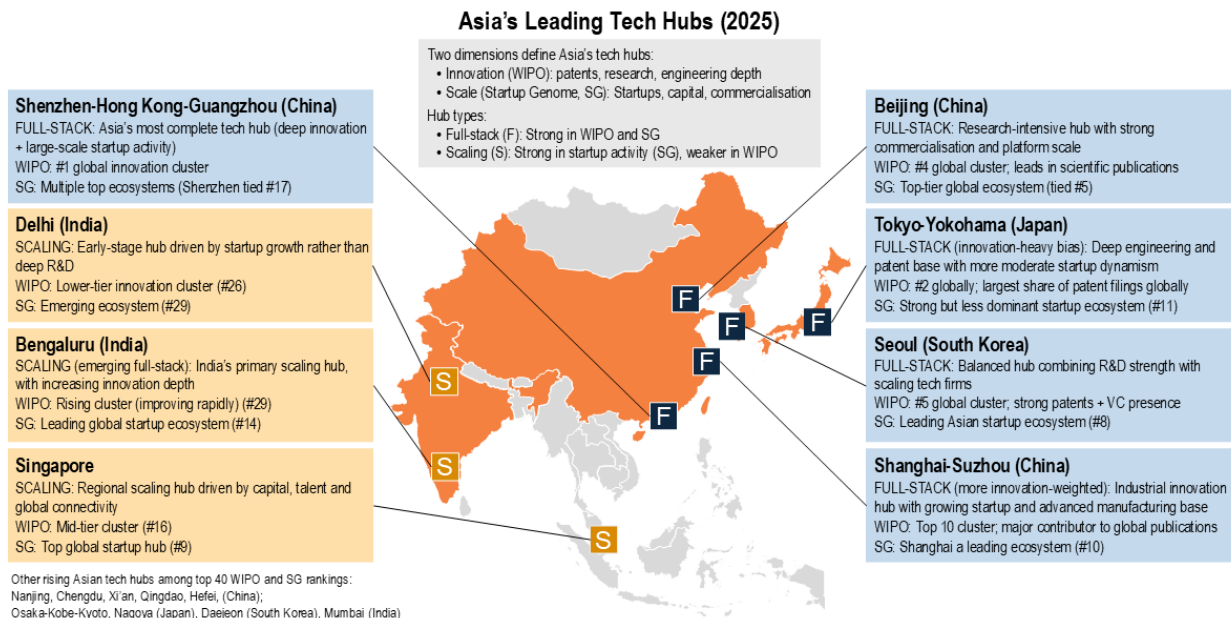 Asia's Leading Tech Hubs (2025)
Two dimensions define Asia's tech hubs:
• Innovation (WIPO): patents, research, engineering depth
• Scale (Startup Genome, SG): Startups, capital, commercialisation
Hub types:
• Full-stack (F): Strong in WIPO and SG
• Scaling (S): Strong in startup activity (SG), weaker in WIPO
Shenzhen-Hong Kong-Guangzhou (China)
FULL-STACK: Asia's most complete tech hub (deep innovation
+ large-scale startup activity)
WIPO: #1 global innovation cluster
SG: Multiple top ecosystems (Shenzhen tied #17)
Delhi (India)
SCALING: Early-stage hub driven by startup growth rather than
deep R&D
WIPO: Lower-tier innovation cluster (#26)
SG: Emerging ecosystem (#29)
Bengaluru (India)
SCALING (emerging full-stack): India's primary scaling hub,
with increasing innovation depth
WIPO: Rising cluster (improving rapidly) (#29)
SG: Leading global startup ecosystem (#14)
Singapore
SCALING: Regional scaling hub driven by capital, talent and
global connectivity
WIPO: Mid-tier cluster (#16)
SG: Top global startup hub (#9)
Other rising Asian tech hubs among top 40 WIPO and SG rankings:
Nanjing, Chengdu, Xi'an, Qingdao, Hefei, (China);
Osaka-Kobe-Kyoto, Nagoya (Japan), Daejeon (South Korea), Mumbai (India)
F
F
F
F
F
S
S
S
Beijing (China)
FULL-STACK: Research-intensive hub with strong
commercialisation and platform scale
WIPO: #4 global cluster; leads in scientific publications
SG: Top-tier global ecosystem (tied #5)
Tokyo-Yokohama (Japan)
FULL-STACK (innovation-heavy bias): Deep engineering and
patent base with more moderate startup dynamism
WIPO: #2 globally; largest share of patent filings globally
SG: Strong but less dominant startup ecosystem (#11)
Seoul (South Korea)
FULL-STACK: Balanced hub combining R&D strength with
scaling tech firms
WIPO: #5 global cluster; strong patents + VC presence
SG: Leading Asian startup ecosystem (#8)
Shanghai-Suzhou (China)
FULL-STACK (more innovation-weighted): Industrial innovation
hub with growing startup and advanced manufacturing base
WIPO: Top 10 cluster; major contributor to global publications
SG: Shanghai a leading ecosystem (#10)